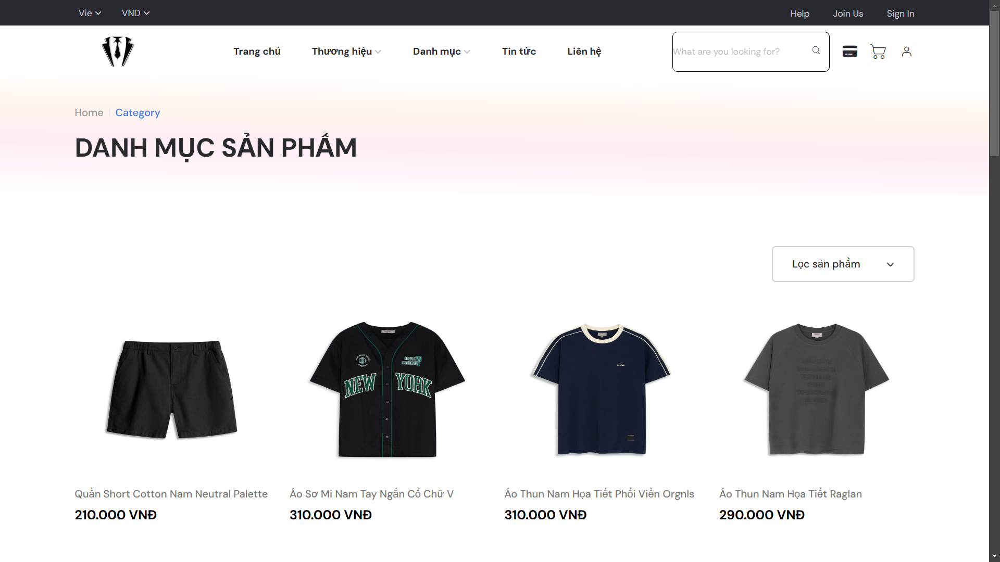 Vie
VND
Help
Join Us
Sign In
Trang chủ
Thương hiệu
Danh mục
Tin tức
Liên hệ
What are you looking for?
Home
Category
DANH MỤC SẢN PHẨM
Lọc sản phẩm
NEW YORK
Quần Short Cotton Nam Neutral Palette
210.000 VNĐ
Áo Sơ Mi Nam Tay Ngắn Cổ Chữ V
310.000 VNĐ
Áo Thun Nam Họa Tiết Phối Viền Orgnls
310.000 VNĐ
Áo Thun Nam Họa Tiết Raglan
290.000 VNĐ